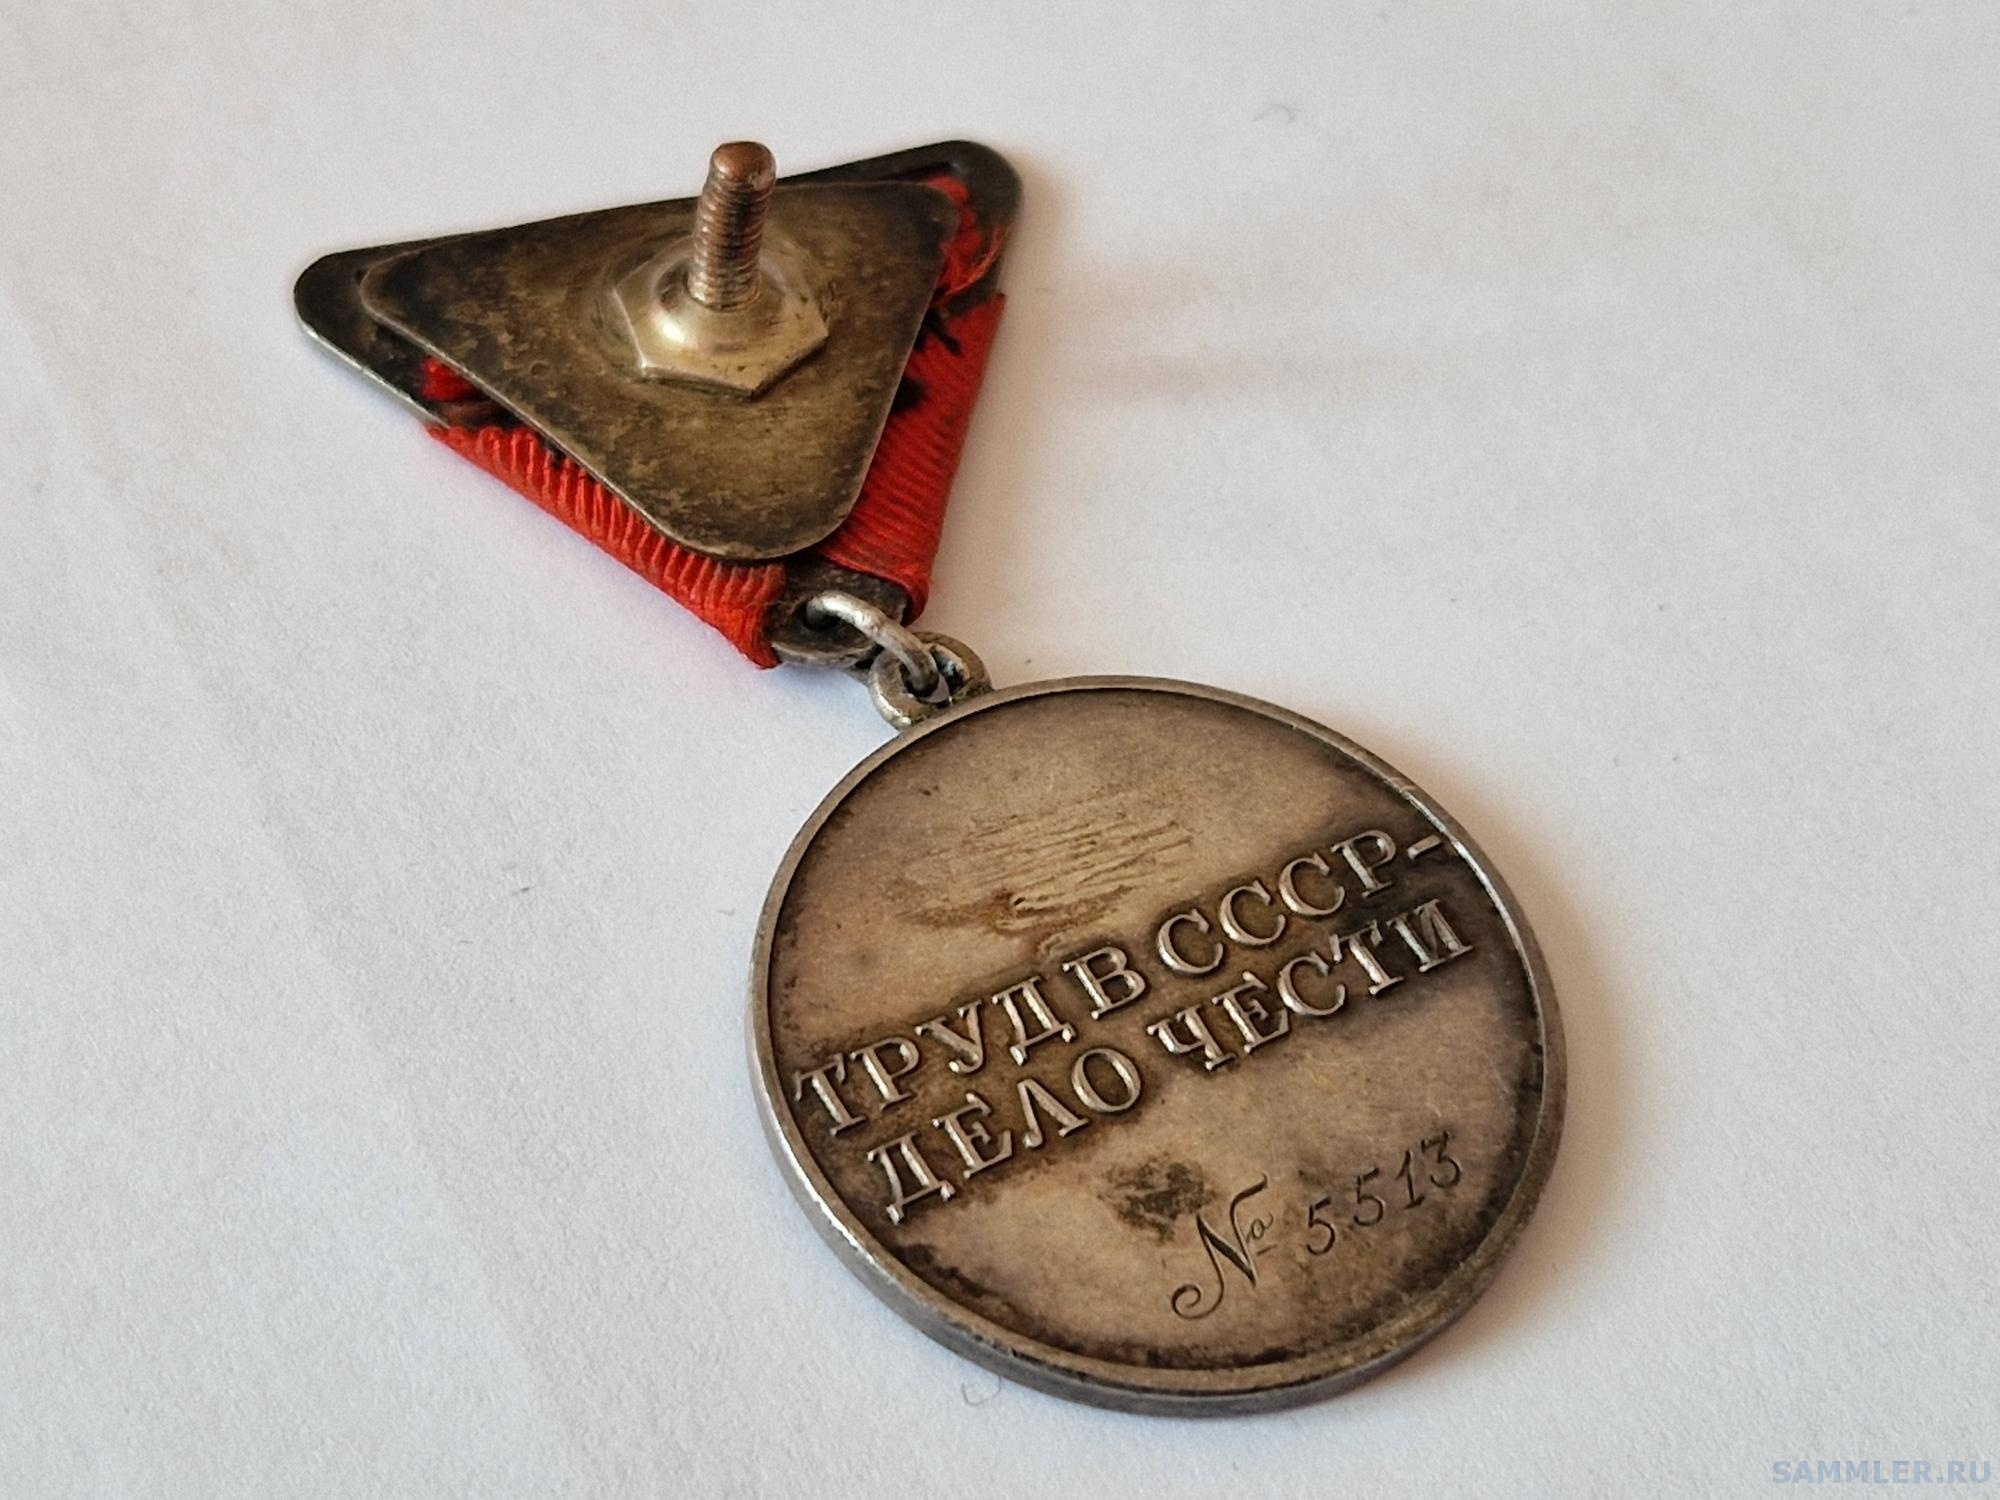 ТРУД В СССР-
ДЕЛО ЧЕСТИ
№ 5513
SAMMLER.RU